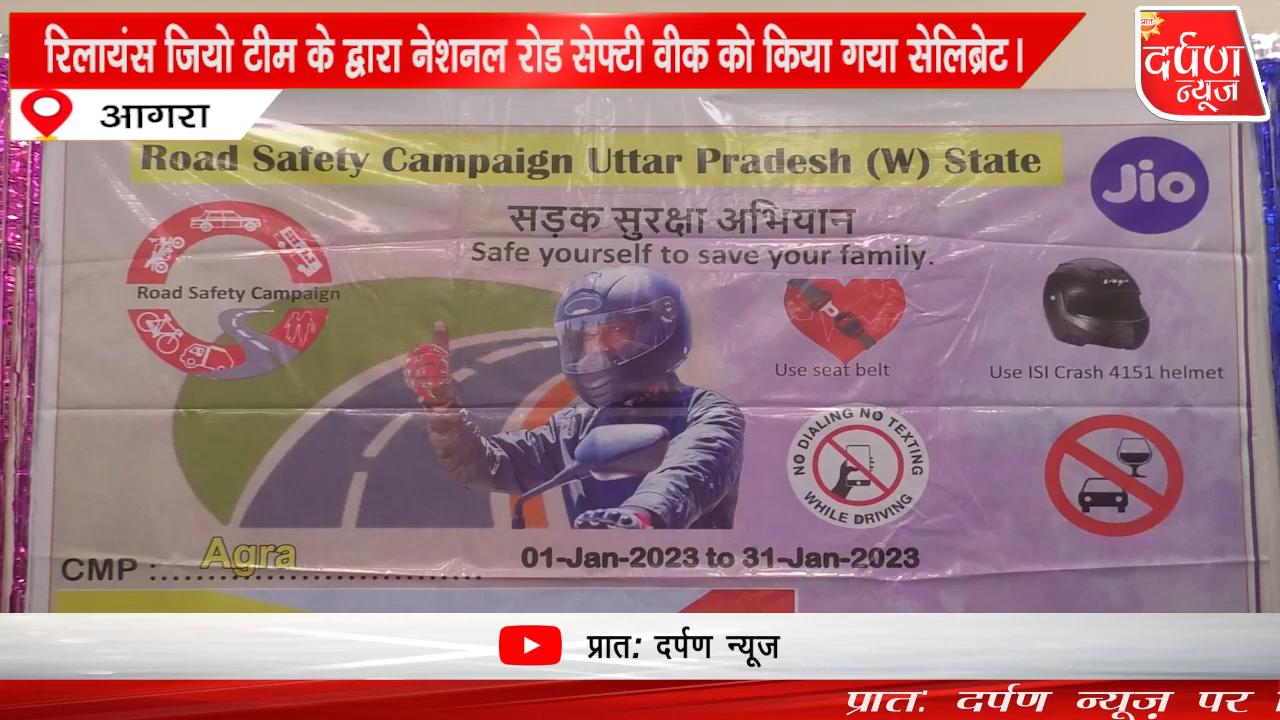 रिलायंस जियो टीम के द्वारा नेशनल रोड सेफ्टी वीक को किया गया सेलिब्रेट।
प्रातः
दर्पण
न्यूज
आगरा
Road Safety Campaign Uttar Pradesh (W) State
Jio
सड़क सुरक्षा अभियान
Safe yourself to save your family.
Road Safety Campaign
Use seat belt
Use ISI Crash 4151 helmet
NO DIALING NO TEXTING
WHILE DRIVING
CMP :.................................
Agra
01-Jan-2023 to 31-Jan-2023
प्रात: दर्पण न्यूज
प्रात: दर्पण न्यूज़ पर